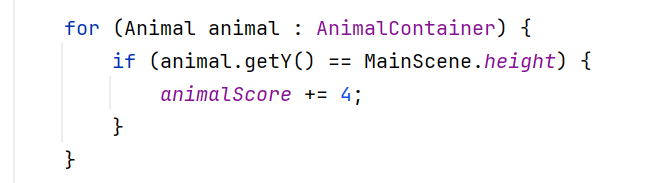 for (Animal animal : AnimalContainer) {
    if (animal.getY() == MainScene.height) {
        animalScore += 4;
    }
}